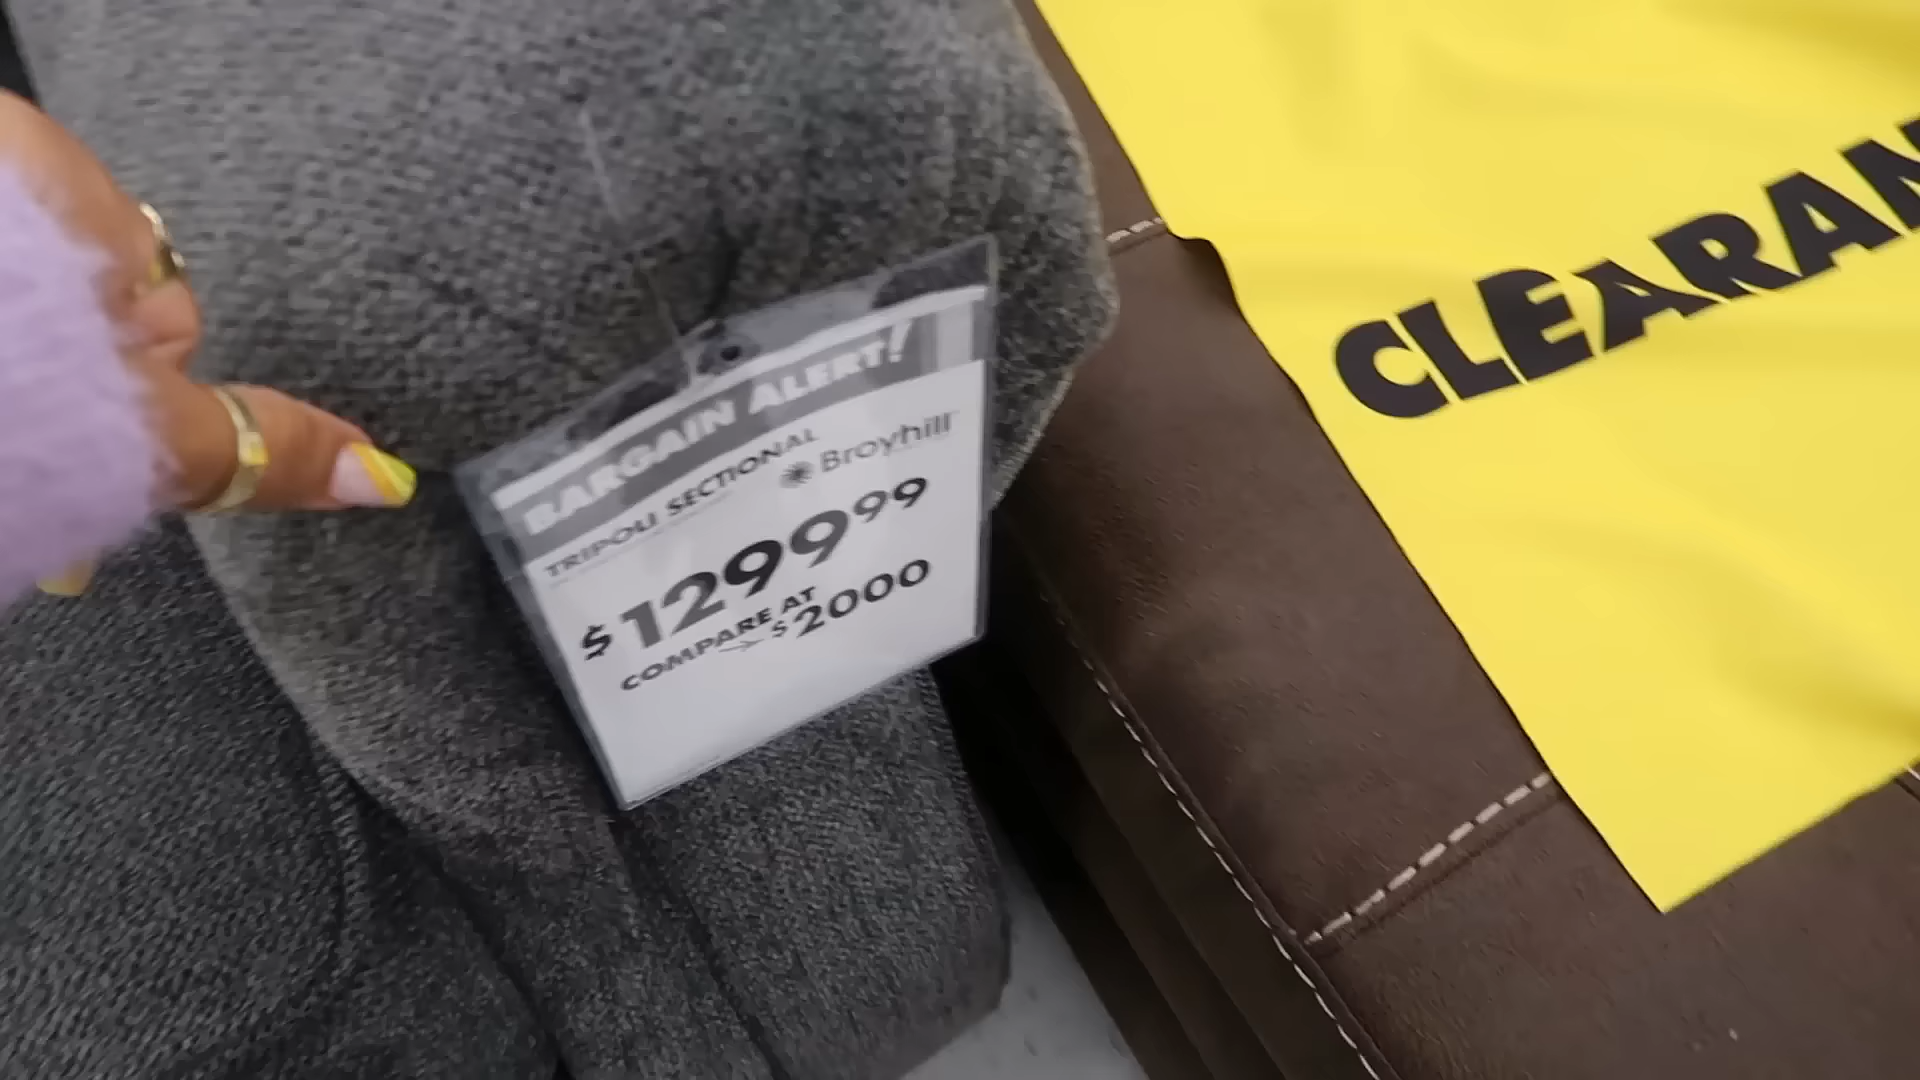 BARGAIN ALERT!
TRIPOLI SECTIONAL
Broyhill
$1299 99
COMPARE AT
$2000
CLEARAN